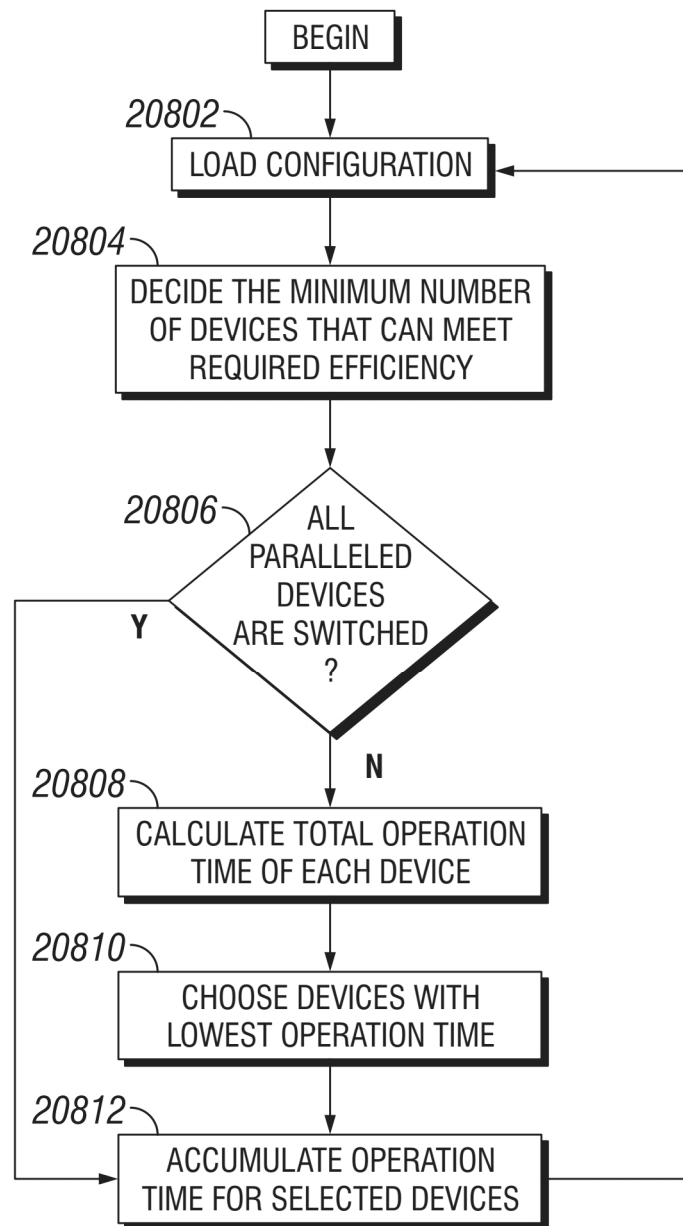 BEGIN
20802
LOAD CONFIGURATION
20804
DECIDE THE MINIMUM NUMBER
OF DEVICES THAT CAN MEET
REQUIRED EFFICIENCY
20806
ALL
PARALLELED
DEVICES
ARE SWITCHED
?
Y
N
20808
CALCULATE TOTAL OPERATION
TIME OF EACH DEVICE
20810
CHOOSE DEVICES WITH
LOWEST OPERATION TIME
20812
ACCUMULATE OPERATION
TIME FOR SELECTED DEVICES